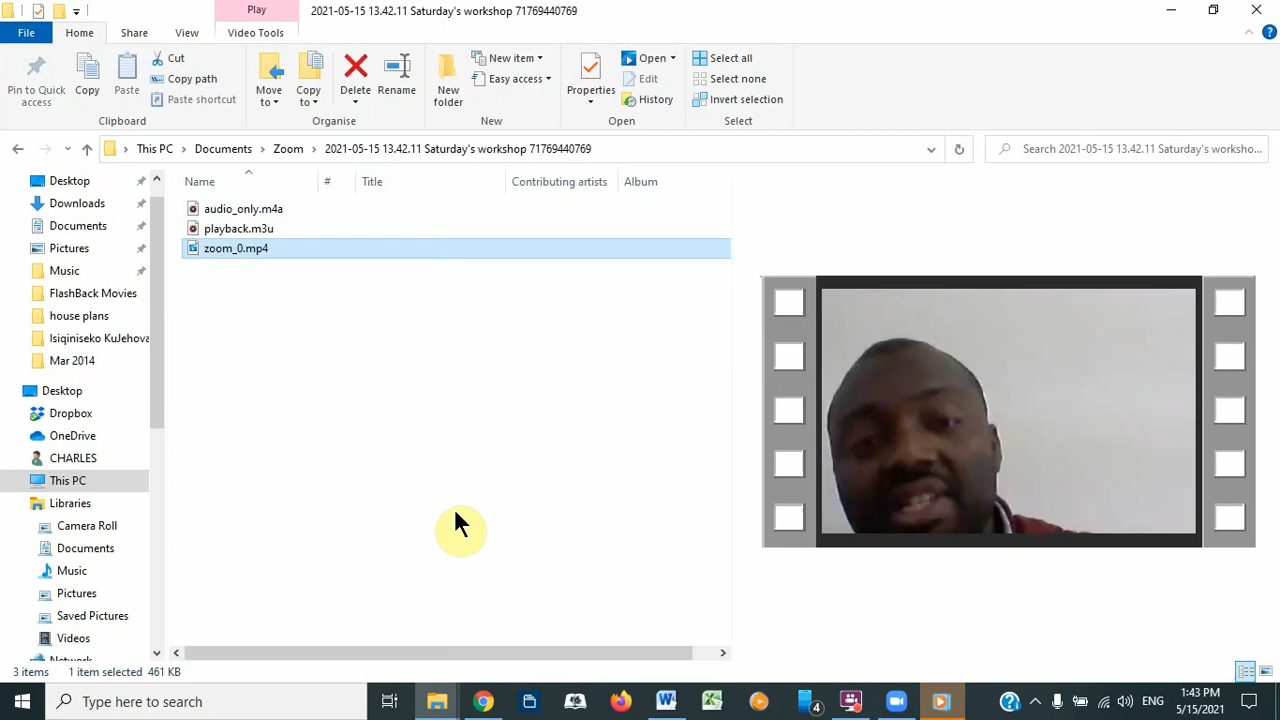 Play
2021-05-15 13.42.11 Saturday's workshop 71769440769
File
Home
Share
View
Video Tools
Pin to Quick access
Copy
Paste
Cut
Copy path
Paste shortcut
Clipboard
Move to
Copy to
Delete
Rename
Organise
New folder
New item
Easy access
New
Properties
Open
Edit
History
Open
Select all
Select none
Invert selection
Select
This PC
Documents
Zoom
2021-05-15 13.42.11 Saturday's workshop 71769440769
Search 2021-05-15 13.42.11 Saturday's worksho...
Name
#
Title
Contributing artists
Album
audio_only.m4a
playback.m3u
zoom_0.mp4
Desktop
Downloads
Documents
Pictures
Music
FlashBack Movies
house plans
Isiqiniseko KuJehova
Mar 2014
Desktop
Dropbox
OneDrive
CHARLES
This PC
Libraries
Camera Roll
Documents
Music
Pictures
Saved Pictures
Videos
Network
3 items
1 item selected 461 KB
Type here to search
4
ENG
1:43 PM
5/15/2021